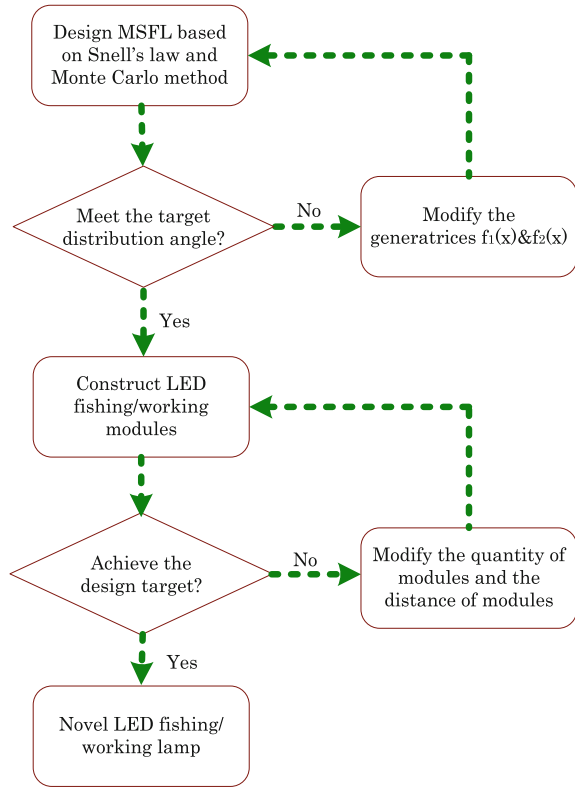 Design MSFL based
on Snell's law and
Monte Carlo method
Meet the target
distribution angle?
No
Modify the
generatrices f₁(x)&f₂(x)
Yes
Construct LED
fishing/working
modules
Achieve the
design target?
No
Modify the quantity of
modules and the
distance of modules
Yes
Novel LED fishing/
working lamp